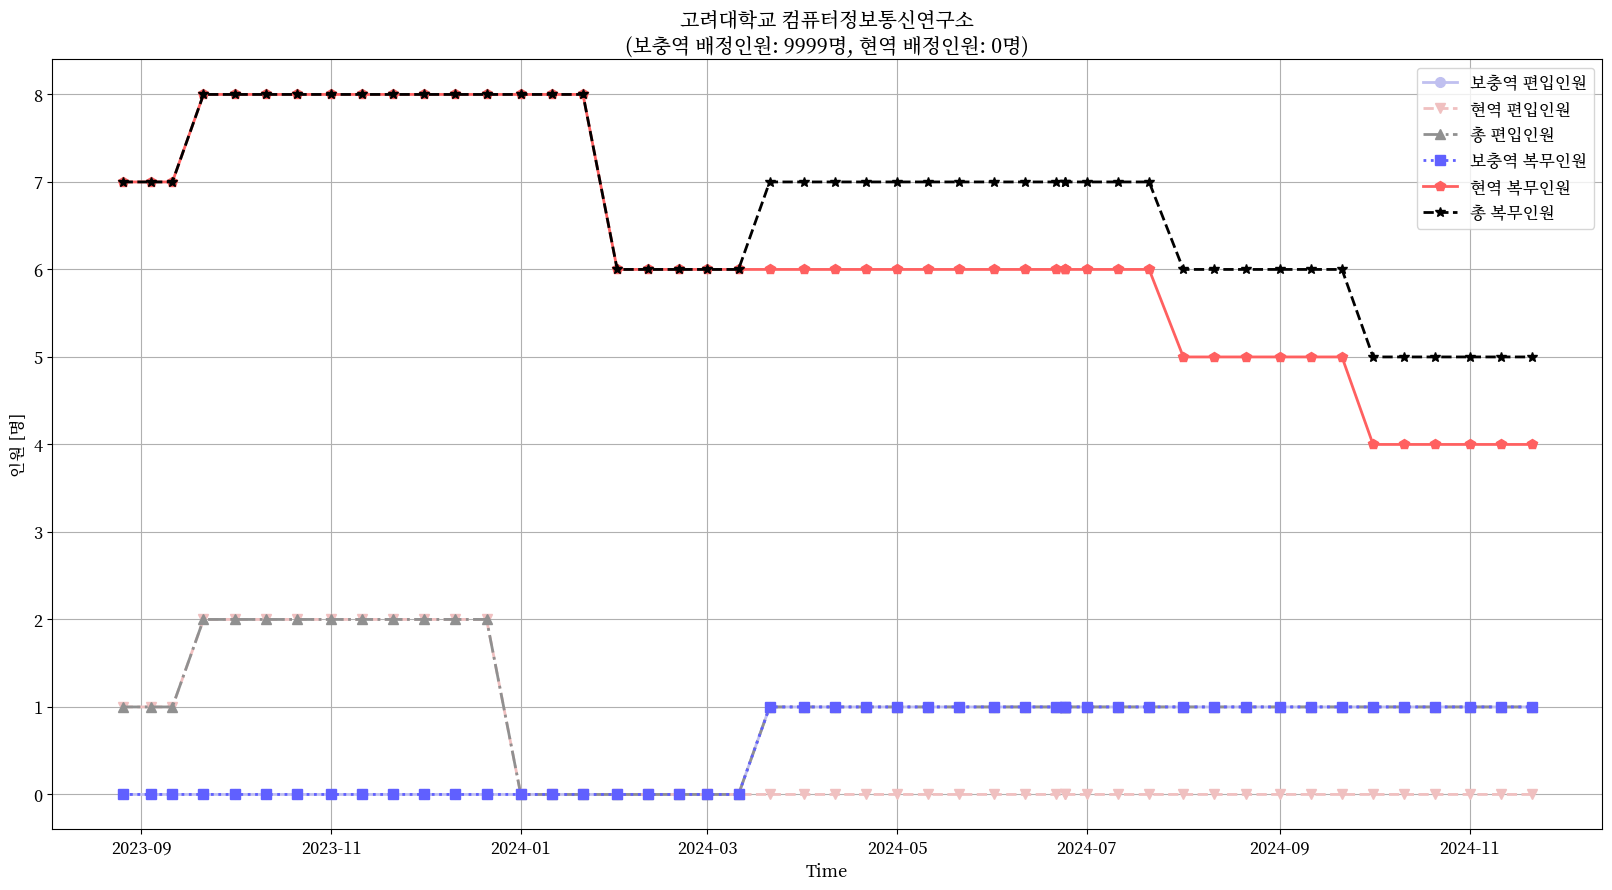 고려대학교 컴퓨터정보통신연구소
(보충역 배정인원: 9999명, 현역 배정인원: 0명)
보충역 편입인원
현역 편입인원
총 편입인원
보충역 복무인원
현역 복무인원
총 복무인원
인원 [명]
8
7
6
5
4
3
2
1
0
2023-09
2023-11
2024-01
2024-03
2024-05
2024-07
2024-09
2024-11
Time